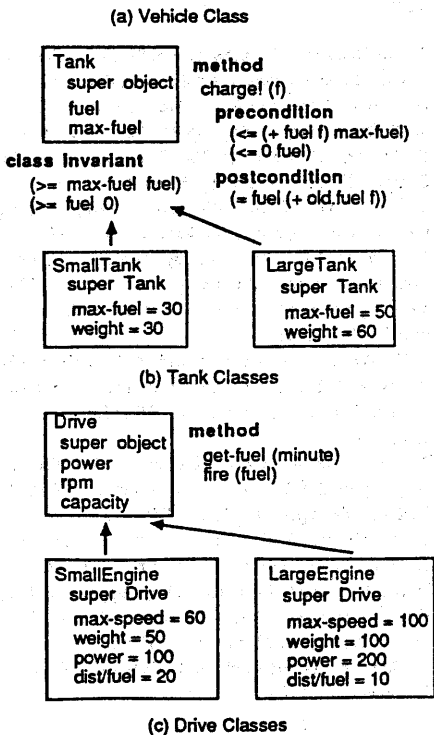 (a) Vehicle Class
Tank
super object
fuel
max-fuel
method
charge! (f)
precondition
(<= (+ fuel f) max-fuel)
(<= 0 fuel)
postcondition
(= fuel (+ old.fuel f))
class invariant
(>= max-fuel fuel)
(>= fuel 0)
SmallTank
super Tank
max-fuel = 30
weight = 30
LargeTank
super Tank
max-fuel = 50
weight = 60
(b) Tank Classes
Drive
super object
power
rpm
capacity
method
get-fuel (minute)
fire (fuel)
SmallEngine
super Drive
max-speed = 60
weight = 50
power = 100
dist/fuel = 20
LargeEngine
super Drive
max-speed = 100
weight = 100
power = 200
dist/fuel = 10
(c) Drive Classes